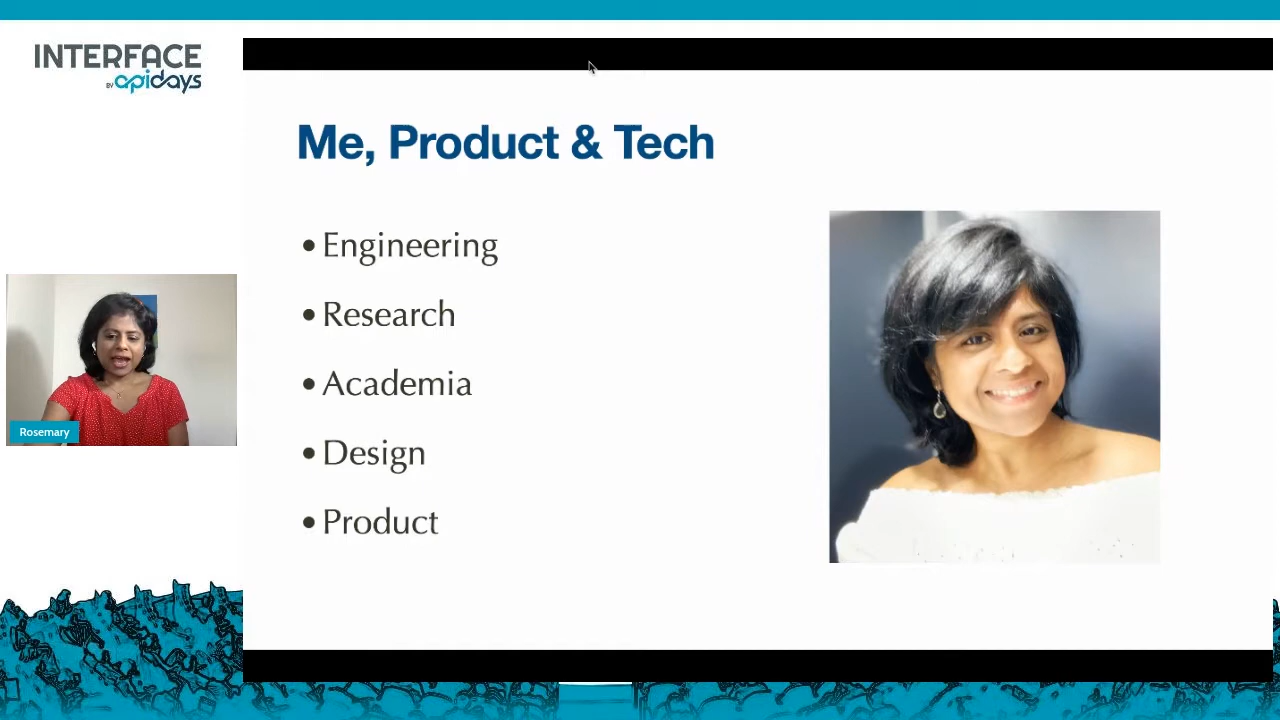 INTERFACE
BY apidays
Me, Product & Tech
• Engineering
• Research
• Academia
• Design
• Product
Rosemary